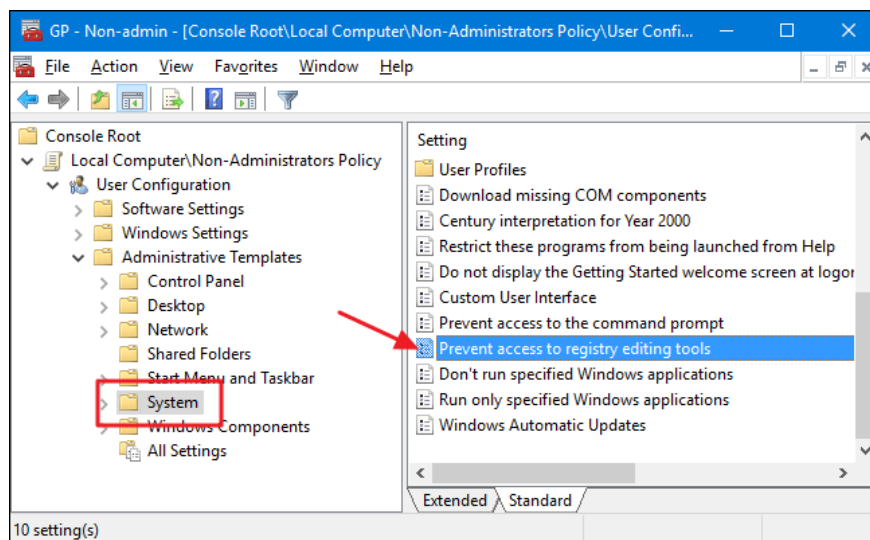 GP - Non-admin - [Console Root\Local Computer\Non-Administrators Policy\User Confi...
File Action View Favorites Window Help
Console Root
Local Computer\Non-Administrators Policy
User Configuration
Software Settings
Windows Settings
Administrative Templates
Control Panel
Desktop
Network
Shared Folders
Start Menu and Taskbar
System
Windows Components
All Settings
Setting
User Profiles
Download missing COM components
Century interpretation for Year 2000
Restrict these programs from being launched from Help
Do not display the Getting Started welcome screen at logon
Custom User Interface
Prevent access to the command prompt
Prevent access to registry editing tools
Don't run specified Windows applications
Run only specified Windows applications
Windows Automatic Updates
Extended Standard
10 setting(s)